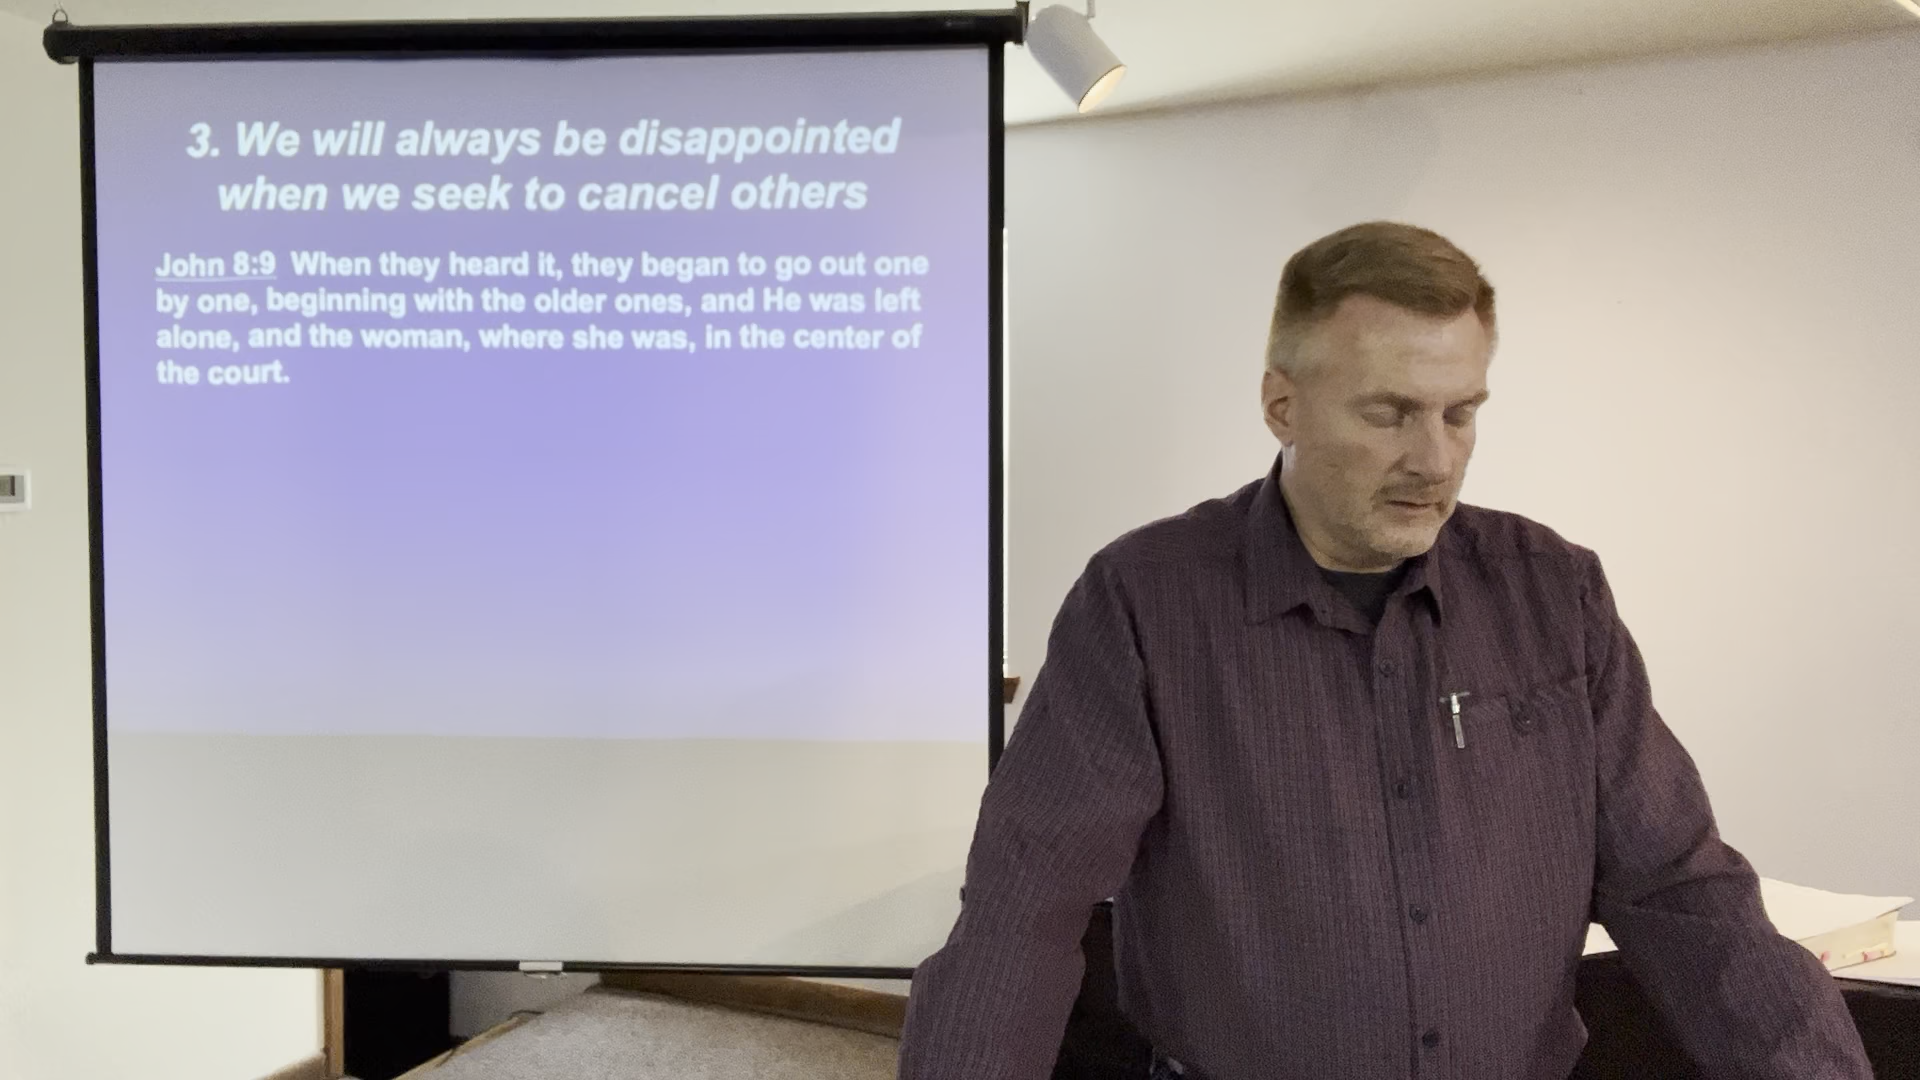 3. We will always be disappointed
when we seek to cancel others
John 8:9 When they heard it, they began to go out one
by one, beginning with the older ones, and He was left
alone, and the woman, where she was, in the center of
the court.